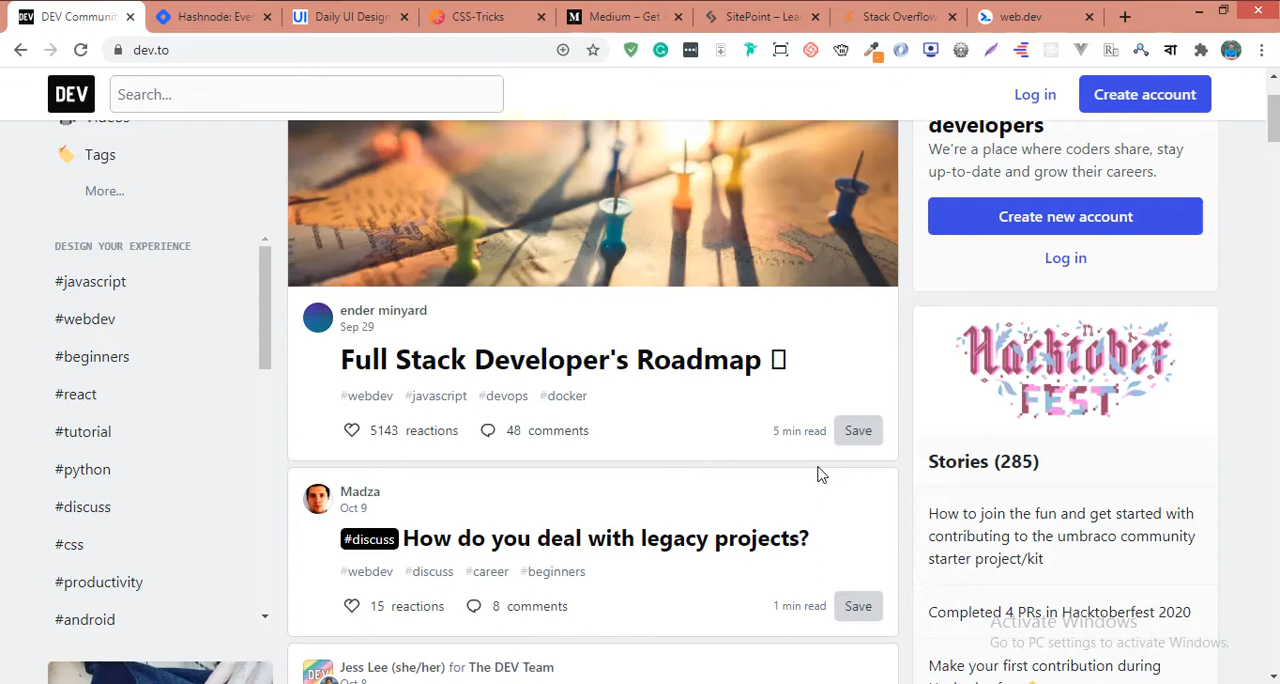 DEV Communit
Hashnode: Eve
UI Daily UI Design
CSS-Tricks
M Medium – Get
SitePoint – Lea
Stack Overflow
web.dev
dev.to
Rb
বা
DEV
Search...
Log in
Create account
Videos
Tags
More...
DESIGN YOUR EXPERIENCE
#javascript
#webdev
#beginners
#react
#tutorial
#python
#discuss
#css
#productivity
#android
ender minyard
Sep 29
Full Stack Developer's Roadmap
#webdev #javascript #devops #docker
5143 reactions 48 comments
5 min read Save
Madza
Oct 9
#discuss How do you deal with legacy projects?
#webdev #discuss #career #beginners
15 reactions 8 comments
1 min read Save
DEV
Jess Lee (she/her) for The DEV Team
Oct 8
developers
We're a place where coders share, stay
up-to-date and grow their careers.
Create new account
Log in
Hacktober
FEST
Stories (285)
How to join the fun and get started with
contributing to the umbraco community
starter project/kit
Completed 4 PRs in Hacktoberfest 2020
Activate Windows
Go to PC settings to activate Windows.
Make your first contribution during